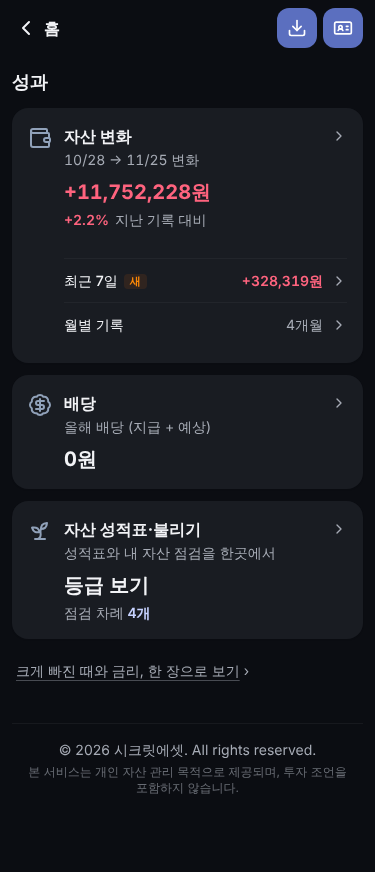 홈
성과
자산 변화
10/28 → 11/25 변화
+11,752,228원
+2.2% 지난 기록 대비
최근 7일 새 +328,319원
월별 기록 4개월
배당
올해 배당 (지급 + 예상)
0원
자산 성적표·불리기
성적표와 내 자산 점검을 한곳에서
등급 보기
점검 차례 4개
크게 빠진 때와 금리, 한 장으로 보기 ›
© 2026 시크릿에셋. All rights reserved.
본 서비스는 개인 자산 관리 목적으로 제공되며, 투자 조언을
포함하지 않습니다.